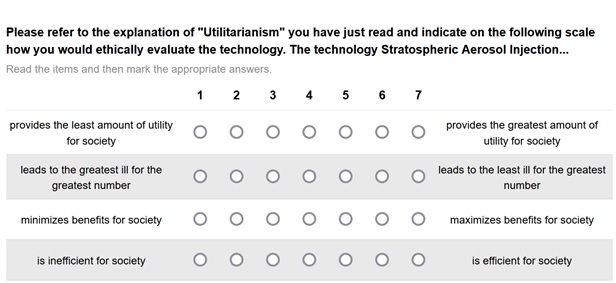 Please refer to the explanation of "Utilitarianism" you have just read and indicate on the following scale
how you would ethically evaluate the technology. The technology Stratospheric Aerosol Injection...
Read the items and then mark the appropriate answers.
1 2 3 4 5 6 7
provides the least amount of utility
for society
provides the greatest amount of
utility for society
leads to the greatest ill for the
greatest number
leads to the least ill for the greatest
number
minimizes benefits for society
maximizes benefits for society
is inefficient for society
is efficient for society